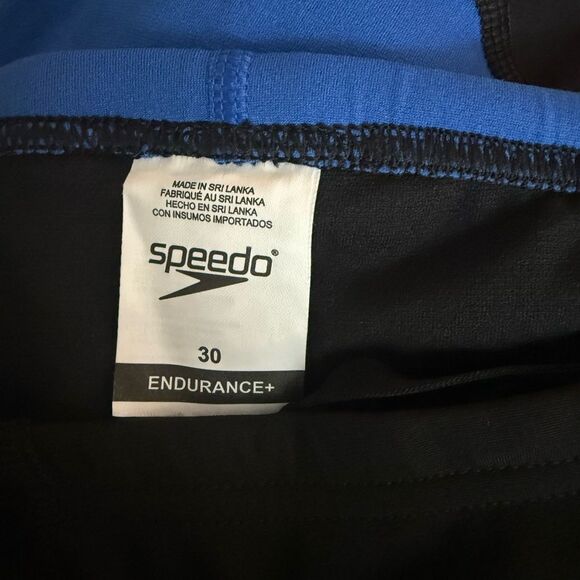 MADE IN SRI LANKA
FABRIQUÉ AU SRI LANKA
HECHO EN SRI LANKA
CON INSUMOS IMPORTADOS
speedo®
30
ENDURANCE+